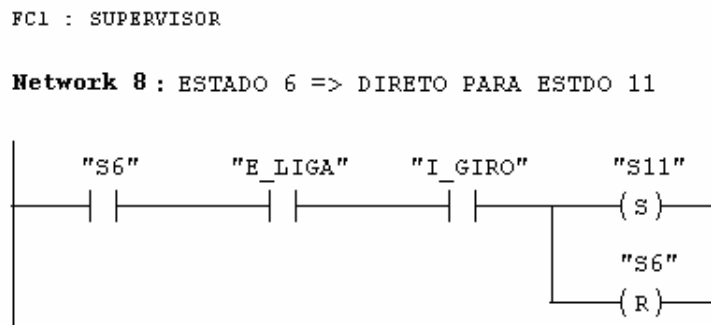 FC1 : SUPERVISOR
Network 8 : ESTADO 6 => DIRETO PARA ESTDO 11
"S6" "E_LIGA" "I_GIRO" "S11"
S
"S6"
R